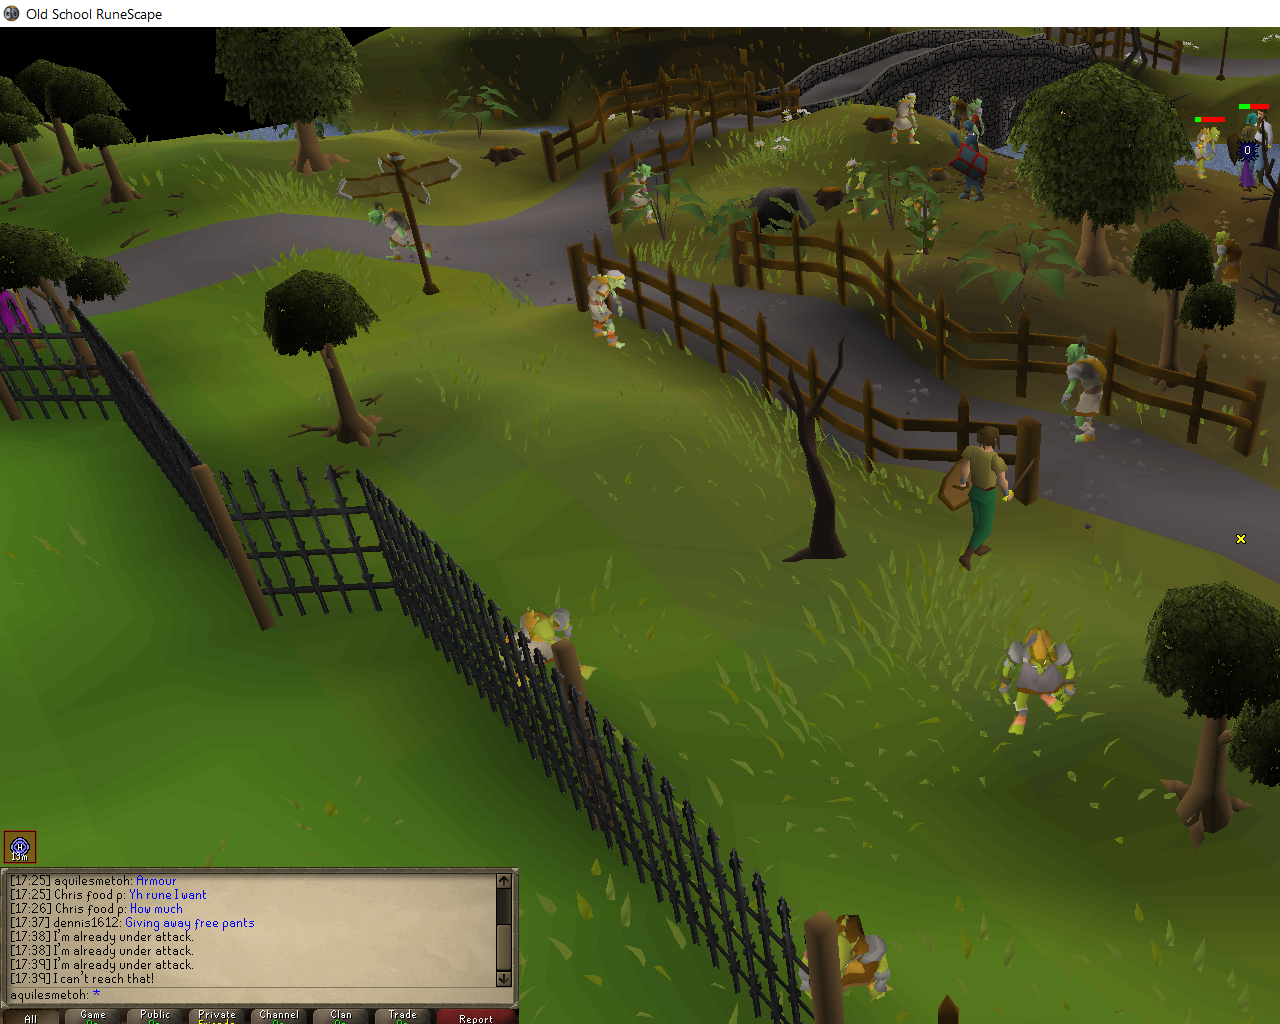 Old School RuneScape
0
13m
[17:25] aquilesmetoh: Armour
[17:25] Chris food p: Yh rune I want
[17:26] Chris food p: How much
[17:37] dennis1612: Giving away free pants
[17:38] I'm already under attack.
[17:38] I'm already under attack.
[17:39] I'm already under attack.
[17:39] I can't reach that!
aquilesmetoh: *
All Game Public Private Channel Clan Trade Report